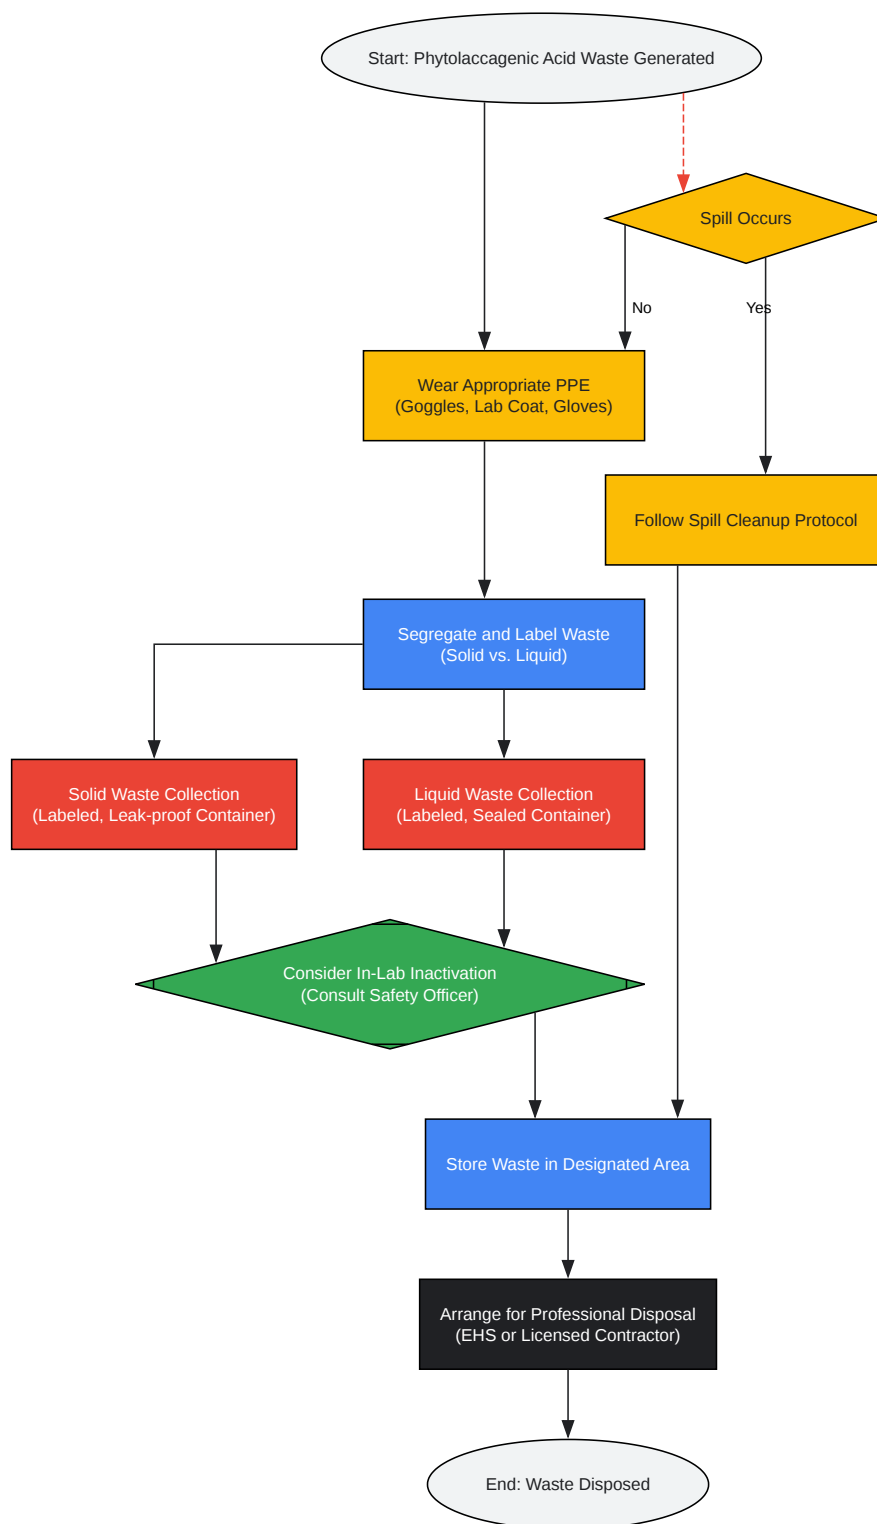 Start: Phytolaccagenic Acid Waste Generated
Spill Occurs
No
Yes
Wear Appropriate PPE
(Goggles, Lab Coat, Gloves)
Follow Spill Cleanup Protocol
Segregate and Label Waste
(Solid vs. Liquid)
Solid Waste Collection
(Labeled, Leak-proof Container)
Liquid Waste Collection
(Labeled, Sealed Container)
Consider In-Lab Inactivation
(Consult Safety Officer)
Store Waste in Designated Area
Arrange for Professional Disposal
(EHS or Licensed Contractor)
End: Waste Disposed